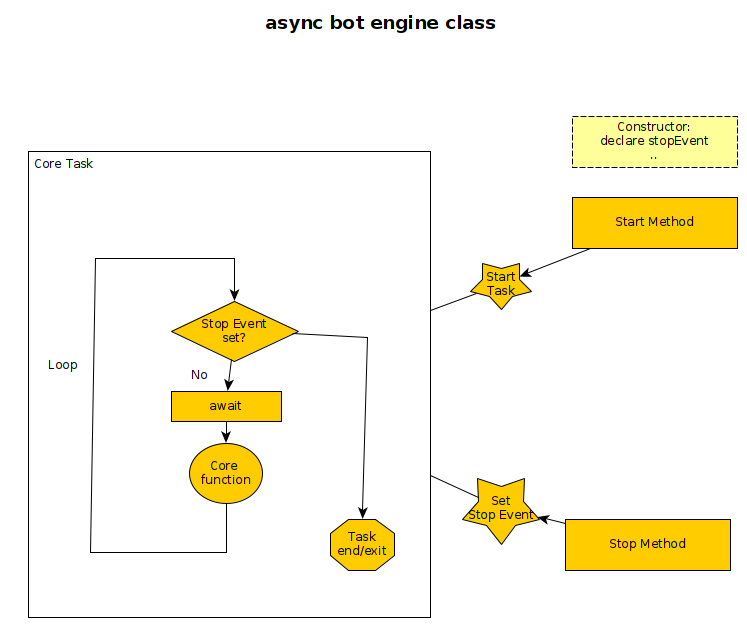 async bot engine class
Constructor:
declare stopEvent
..
Core Task
Start Method
Start
Task
Stop Event
set?
Loop
No
await
Core
function
Set
Stop Event
Task
end/exit
Stop Method